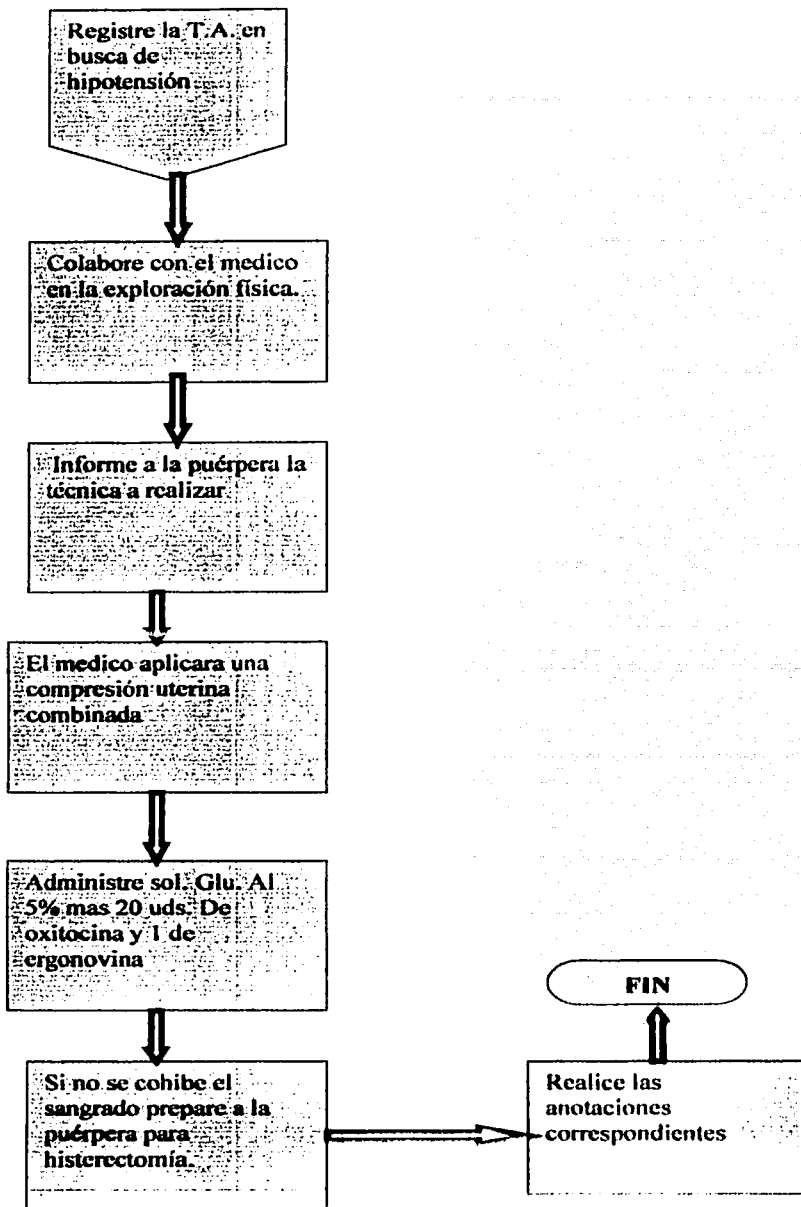 Registre la T.A. en
busca de
hipotensión
Colabore con el medico
en la exploración física.
Informe a la puérpera la
técnica a realizar
El medico aplicara una
compresión uterina
combinada
Administre sol. Glu. Al
5% mas 20 uds. De
oxitocina y 1 de
ergonovina
Si no se cohibe el
sangrado prepare a la
puérpera para
histerectomía.
Realice las
anotaciones
correspondientes
FIN